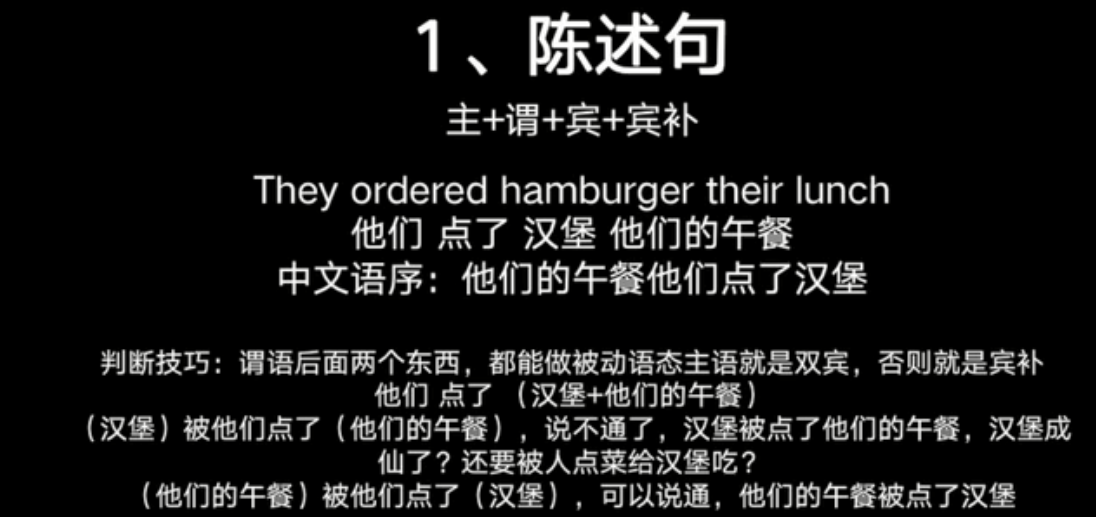 1、陈述句
主+谓+宾+宾补
They ordered hamburger their lunch
他们 点了 汉堡 他们的午餐
中文语序：他们的午餐他们点了汉堡
判断技巧：谓语后面两个东西，都能做被动语态主语就是双宾，否则就是宾补
他们 点了 （汉堡+他们的午餐）
（汉堡）被他们点了（他们的午餐），说不通了，汉堡被点了他们的午餐，汉堡成
仙了？还要被人点菜给汉堡吃？
（他们的午餐）被他们点了（汉堡），可以说通，他们的午餐被点了汉堡